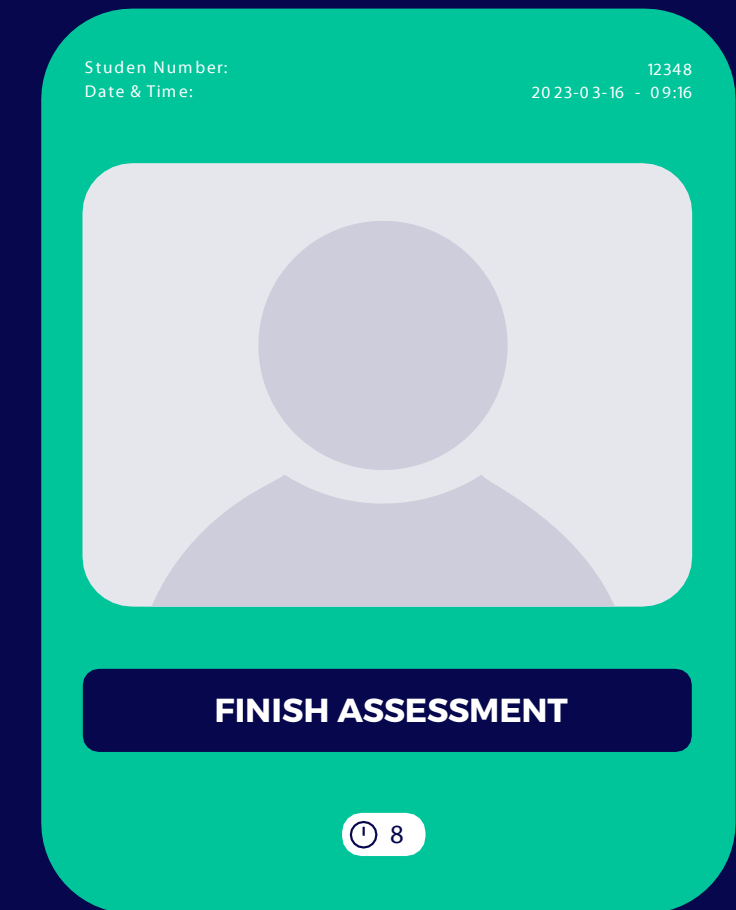 Studen Number: 12348
Date & Time: 2023-03-16 - 09:16
FINISH ASSESSMENT
8